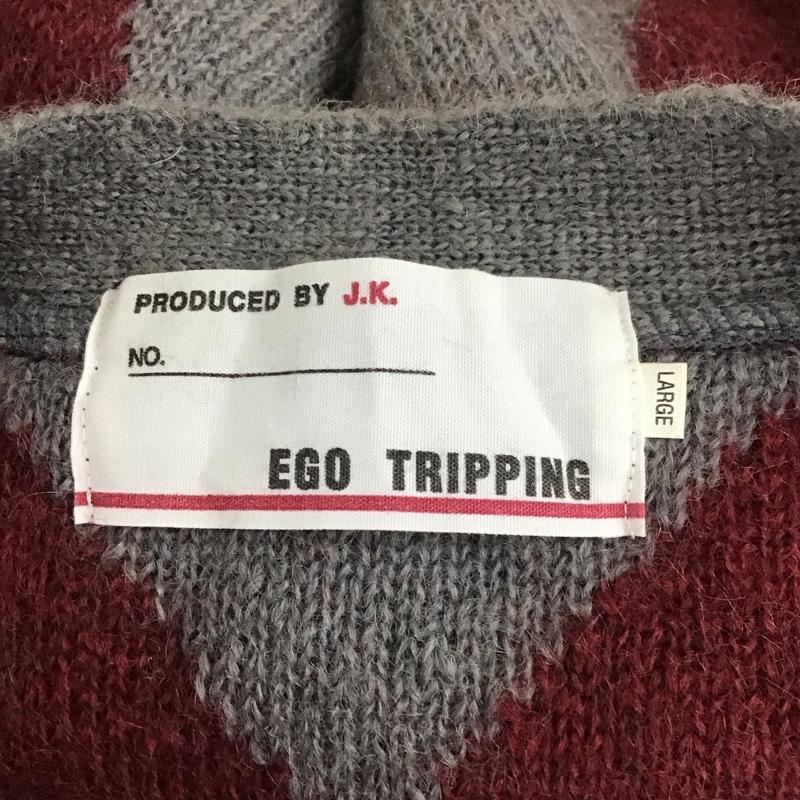 PRODUCED BY J.K.
NO.
EGO TRIPPING
LARGE